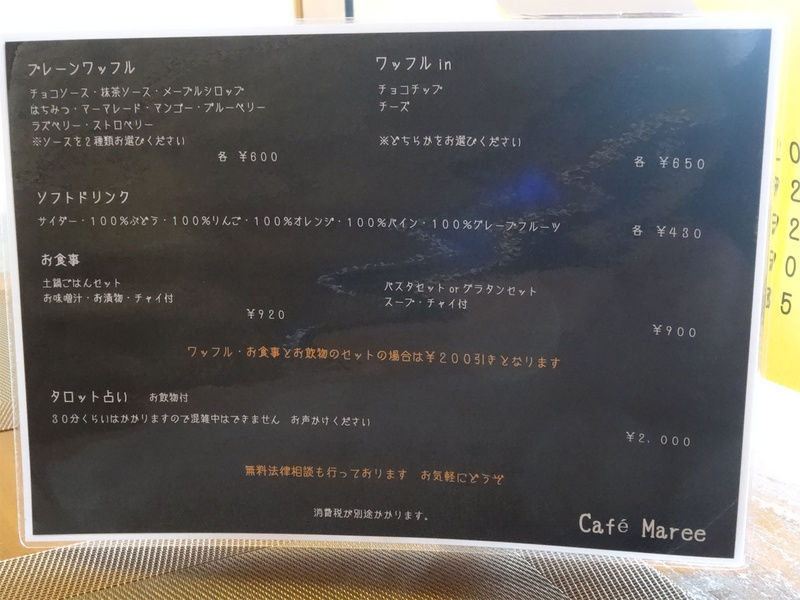 プレーンワッフル
チョコソース・抹茶ソース・メープルシロップ
はちみつ・マーマレード・マンゴー・ブルーベリー
ラズベリー・ストロベリー
※ソースを2種類お選びください
各 ¥600
ワッフル in
チョコチップ
チーズ
※どちらかをお選びください
各 ¥650
ソフトドリンク
サイダー・100%ぶどう・100%りんご・100%オレンジ・100%パイン・100%グレープフルーツ
各 ¥430
お食事
土鍋ごはんセット
お味噌汁・お漬物・チャイ付
¥920
パスタセット or グラタンセット
スープ・チャイ付
¥900
ワッフル・お食事とお飲物のセットの場合は¥200引きとなります
タロット占い お飲物付
30分くらいはかかりますので混雑中はできません お声かけください
¥2,000
無料法律相談も行っております お気軽にどうぞ
消費税が別途かかります。
Café Maree
0
2
2
0
5